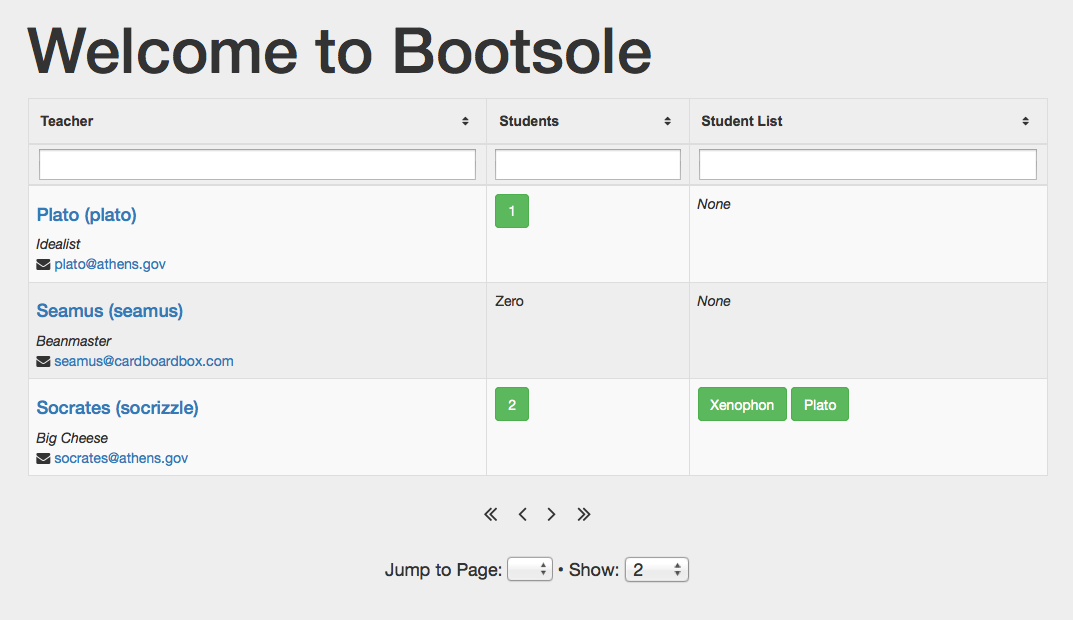 Welcome to Bootsole
Teacher Students Student List
Plato (plato) 1 None
Idealist
plato@athens.gov
Seamus (seamus) Zero None
Beanmaster
seamus@cardboardbox.com
Socrates (socrizzle) 2 Xenophon Plato
Big Cheese
socrates@athens.gov
Jump to Page: • Show: 2